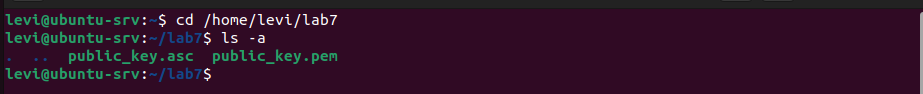 levi@ubuntu-srv:~$ cd /home/levi/lab7
levi@ubuntu-srv:~/lab7$ ls -a
.  ..  public_key.asc  public_key.pem
levi@ubuntu-srv:~/lab7$